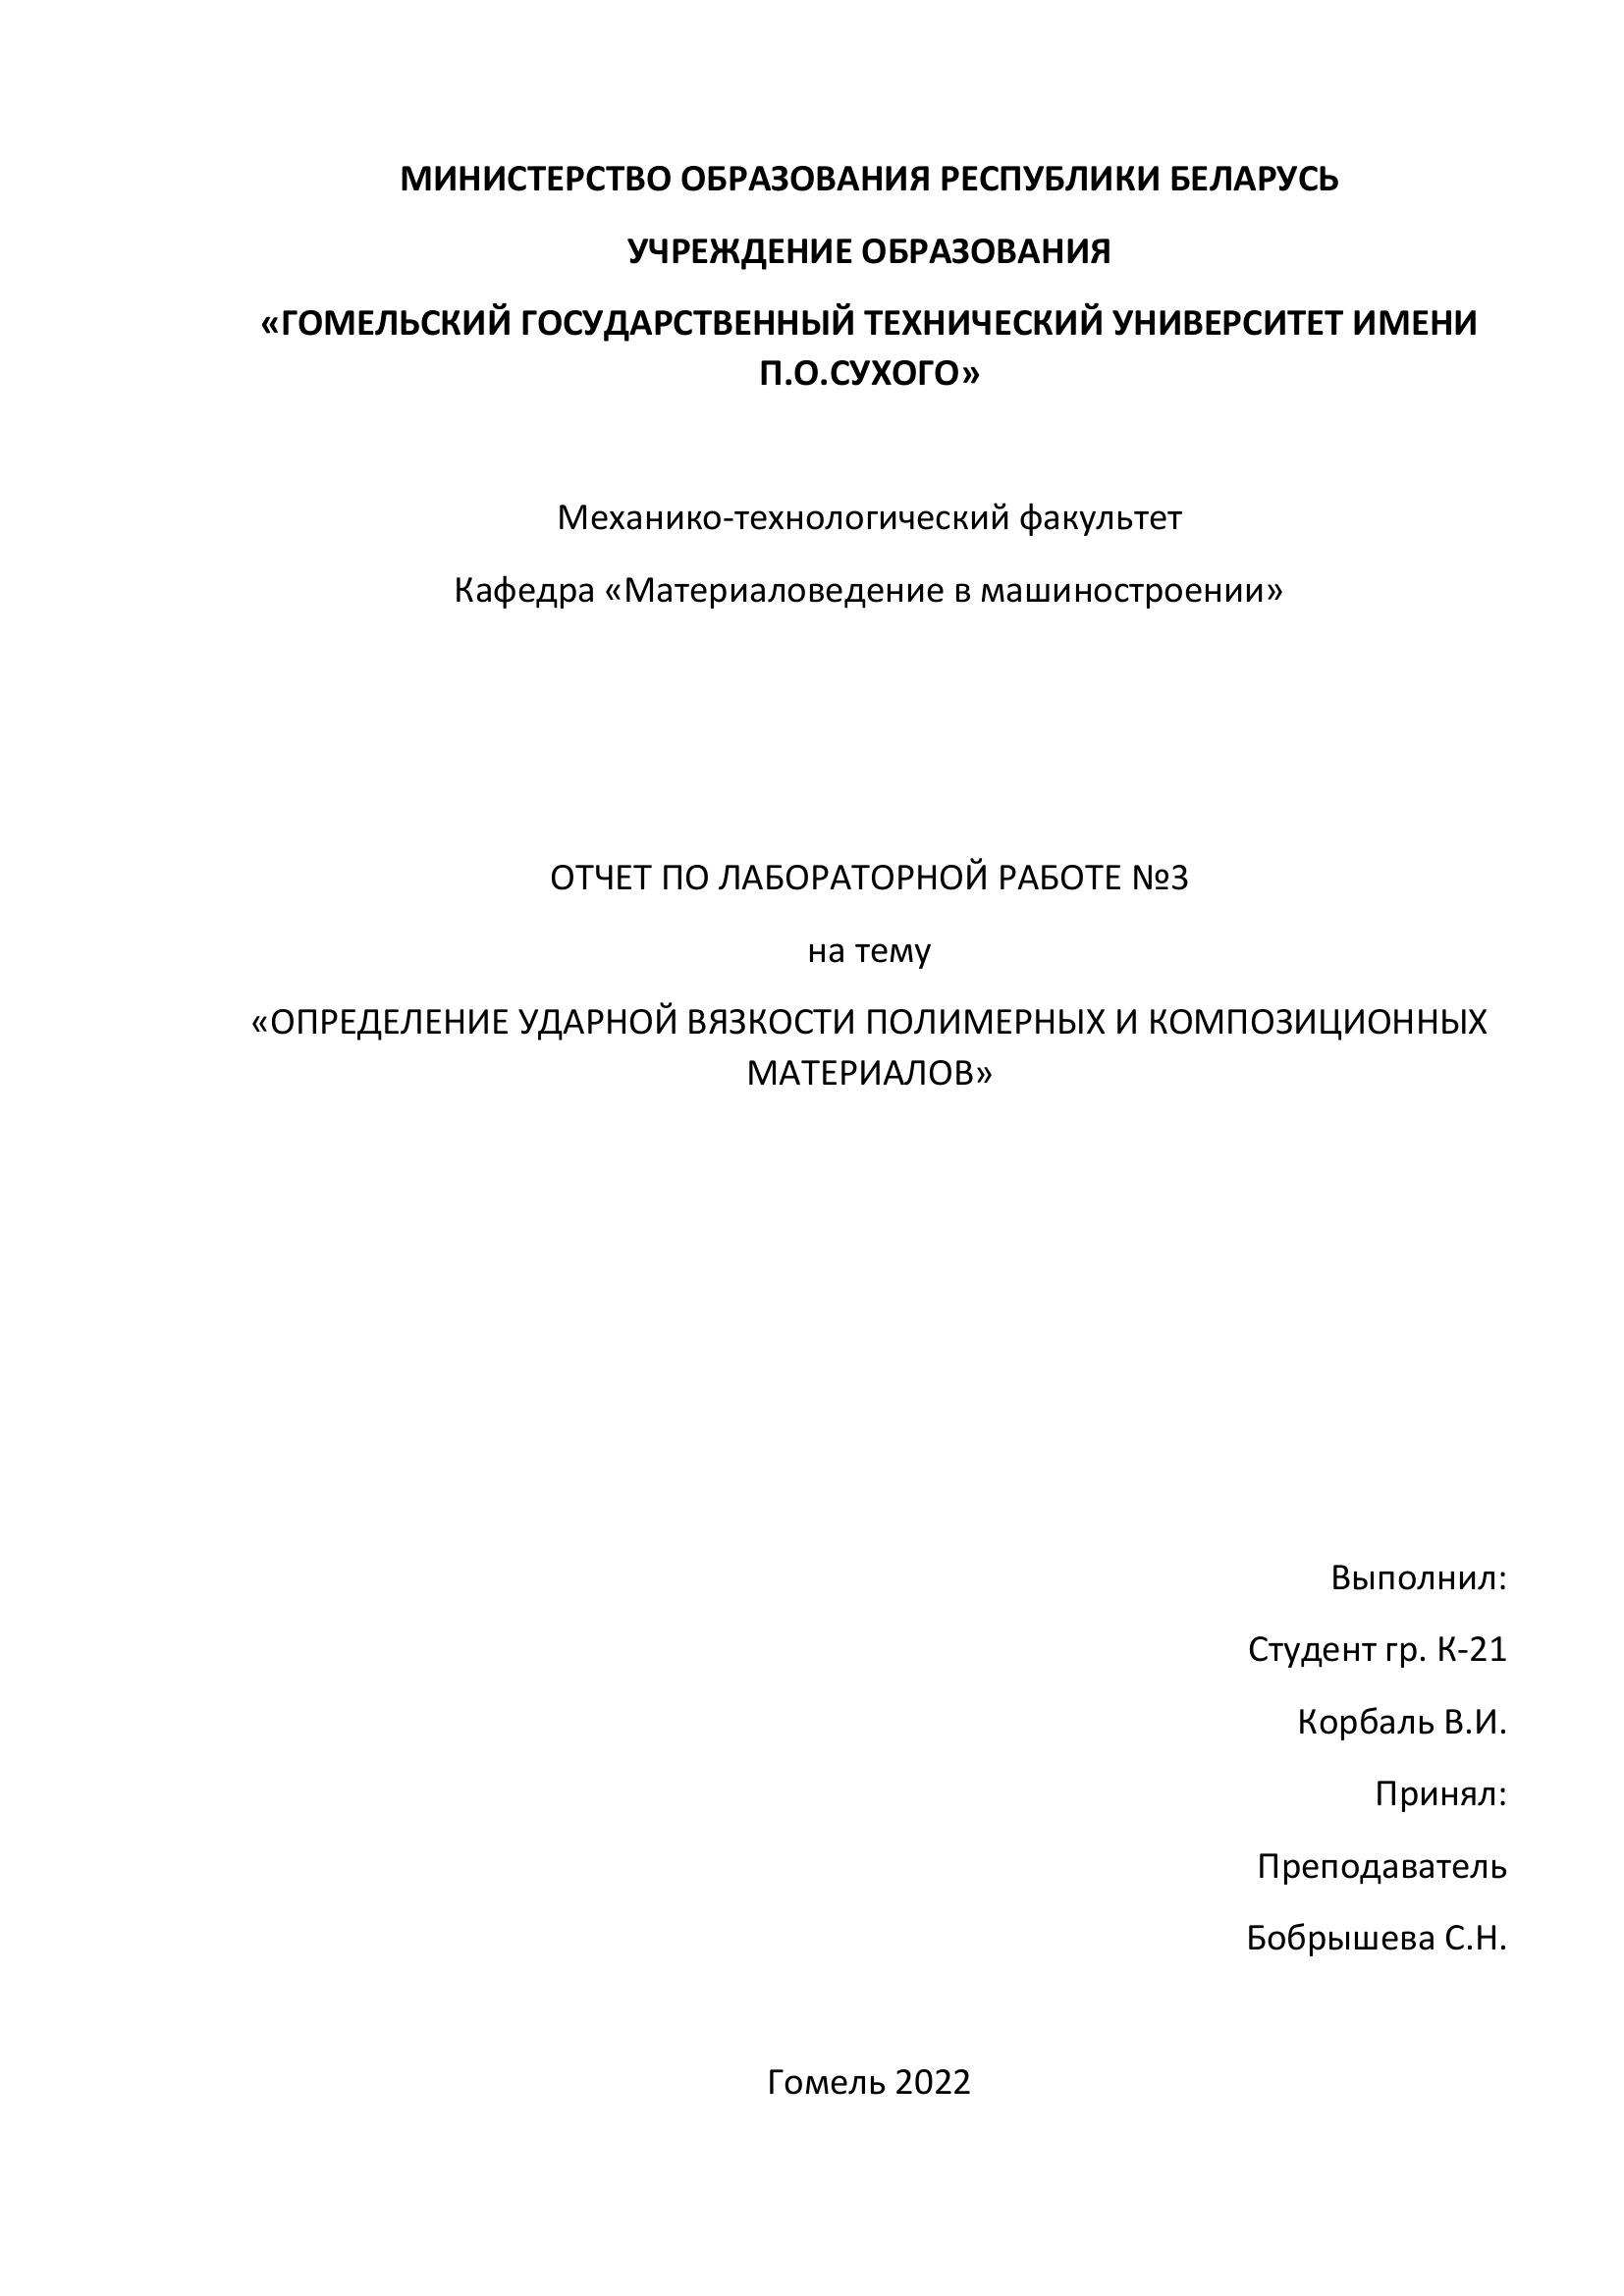 МИНИСТЕРСТВО ОБРАЗОВАНИЯ РЕСПУБЛИКИ БЕЛАРУСЬ
УЧРЕЖДЕНИЕ ОБРАЗОВАНИЯ
«ГОМЕЛЬСКИЙ ГОСУДАРСТВЕННЫЙ ТЕХНИЧЕСКИЙ УНИВЕРСИТЕТ ИМЕНИ
П.О.СУХОГО»
Механико-технологический факультет
Кафедра «Материаловедение в машиностроении»
ОТЧЕТ ПО ЛАБОРАТОРНОЙ РАБОТЕ №3
на тему
«ОПРЕДЕЛЕНИЕ УДАРНОЙ ВЯЗКОСТИ ПОЛИМЕРНЫХ И КОМПОЗИЦИОННЫХ
МАТЕРИАЛОВ»
Выполнил:
Студент гр. К-21
Корбаль В.И.
Принял:
Преподаватель
Бобрышева С.Н.
Гомель 2022